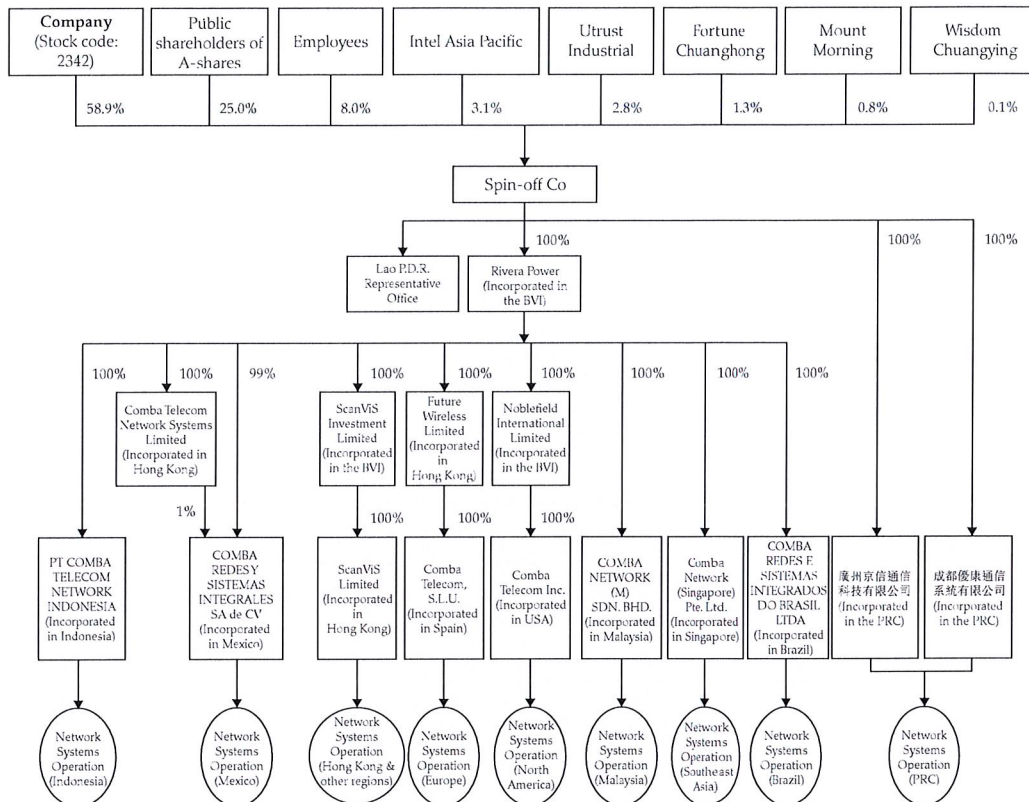 Company
(Stock code:
2342)
Public
shareholders of
A-shares
Employees
Intel Asia Pacific
Utrust
Industrial
Fortune
Chuanghong
Mount
Morning
Wisdom
Chuangying
58.9%
25.0%
8.0%
3.1%
2.8%
1.3%
0.8%
0.1%
Spin-off Co
100%
100%
100%
Lao P.D.R.
Representative
Office
Rivera Power
(Incorporated in
the BVI)
100%
100%
99%
100%
100%
100%
100%
100%
100%
Comba Telecom
Network Systems
Limited
(Incorporated in
Hong Kong)
ScanViS
Investment
Limited
(Incorporated
in the BVI)
Future
Wireless
Limited
(Incorporated
in
Hong Kong)
Noblefield
International
Limited
(Incorporated
in the BVI)
1%
100%
100%
100%
PT COMBA
TELECOM
NETWORK
INDONESIA
(Incorporated
in Indonesia)
COMBA
REDES Y
SISTEMAS
INTEGRALES
SA de CV
(Incorporated
in Mexico)
ScanViS
Limited
(Incorporated
in
Hong Kong)
Comba
Telecom,
S.L.U.
(Incorporated
in Spain)
Comba
Telecom Inc.
(Incorporated
in USA)
COMBA
NETWORK
(M)
SDN. BHD.
(Incorporated
in Malaysia)
Comba
Network
(Singapore)
Pte. Ltd.
(Incorporated
in Singapore)
COMBA
REDES E
SISTEMAS
INTEGRADOS
DO BRASIL
LTDA
(Incorporated
in Brazil)
廣州京信通信
科技有限公司
(Incorporated
in the PRC)
成都優康通信
系統有限公司
(Incorporated
in the PRC)
Network
Systems
Operation
(Indonesia)
Network
Systems
Operation
(Mexico)
Network
Systems
Operation
(Hong Kong &
other regions)
Network
Systems
Operation
(Europe)
Network
Systems
Operation
(North
America)
Network
Systems
Operation
(Malaysia)
Network
Systems
Operation
(Southeast
Asia)
Network
Systems
Operation
(Brazil)
Network
Systems
Operation
(PRC)